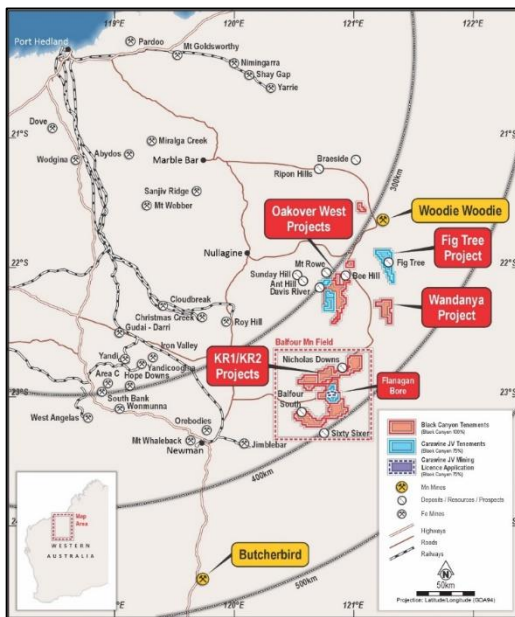 118°E
119°E
120°E
121°E
122°E
Port Hedland
Pardoo
Mt Goldsworthy
Nimingarra
Shay Gap
Yarrie
21°S
Dove
Wodgina
Abydos
Miralga Creek
Marble Bar
Braeside
Ripon Hills
300km
Sanjiv Ridge
Mt Webber
Oakover West
Projects
Woodie Woodie
Nullagine
Fig Tree
Project
22°S
Mt Rowe
Sunday Hill
Ant Hill
Davis River
Bee Hill
Fig Tree
Wandanya
Project
Cloudbreak
Christmas Creek
Roy Hill
Gudai - Darri
Iron Valley
Balfour Mn Field
Yandi
Yandicoogina
KR1/KR2
Projects
Nicholas Downs
Area C
Hope Downs
23°S
South Bank
Wonmunna
West Angelas
Flanagan
Bore
Balfour
South
Orebodies
Mt Whaleback
Newman
Jimblebar
Sixty Sixer
400km
Map
Area
WESTERN
AUSTRALIA
24°S
Butcherbird
500km
118°E
119°E
120°E
121°E
Black Canyon Tenements
(Black Canyon 100%)
Carawine JV Tenements
(Black Canyon 75%)
Carawine JV Mining
Licence Application
(Black Canyon 75%)
Mn Mines
Deposits / Resources / Prospects
Fe Mines
Highways
Roads
Railways
N
50km
Projection: Latitude/Longitude (GDA94)